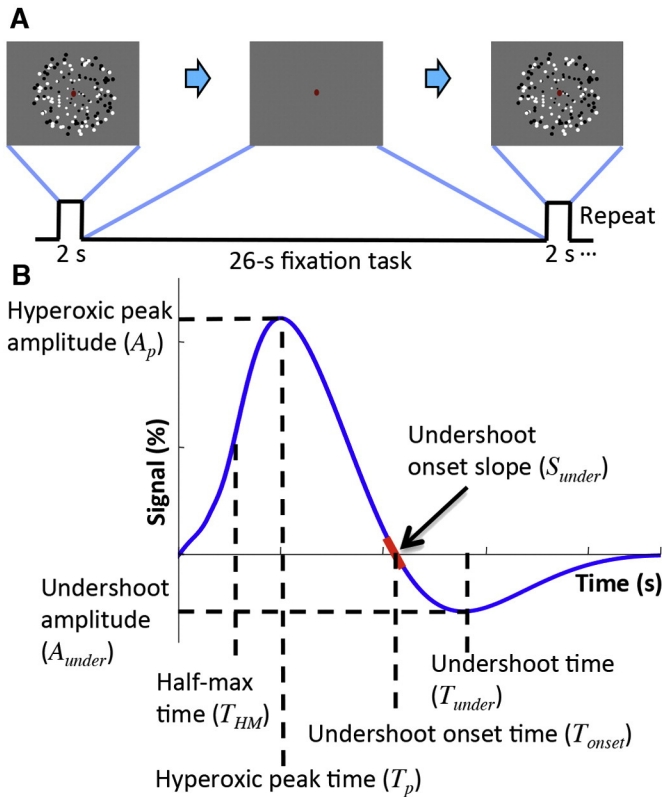 A
2 s
26-s fixation task
2 s ...
Repeat
B
Hyperoxic peak
amplitude (Ap)
Signal (%)
Undershoot
onset slope (Sunder)
Time (s)
Undershoot
amplitude
(Aunder)
Half-max
time (THM)
Undershoot time
(Tunder)
Undershoot onset time (Tonset)
Hyperoxic peak time (Tp)